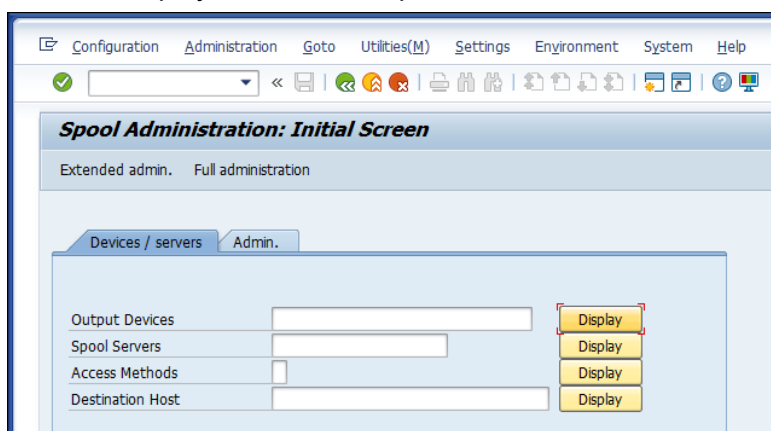 Configuration Administration Goto Utilities(M) Settings Environment System Help
Spool Administration: Initial Screen
Extended admin. Full administration
Devices / servers Admin.
Output Devices Display
Spool Servers Display
Access Methods Display
Destination Host Display